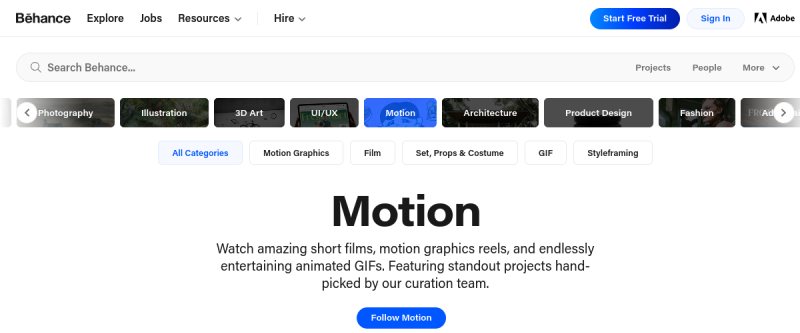 Bēhance Explore Jobs Resources Hire Start Free Trial Sign In Adobe
Search Behance... Projects People More
Photography Illustration 3D Art UI/UX Motion Architecture Product Design Fashion
All Categories Motion Graphics Film Set, Props & Costume GIF Styleframing
Motion
Watch amazing short films, motion graphics reels, and endlessly
entertaining animated GIFs. Featuring standout projects hand-
picked by our curation team.
Follow Motion